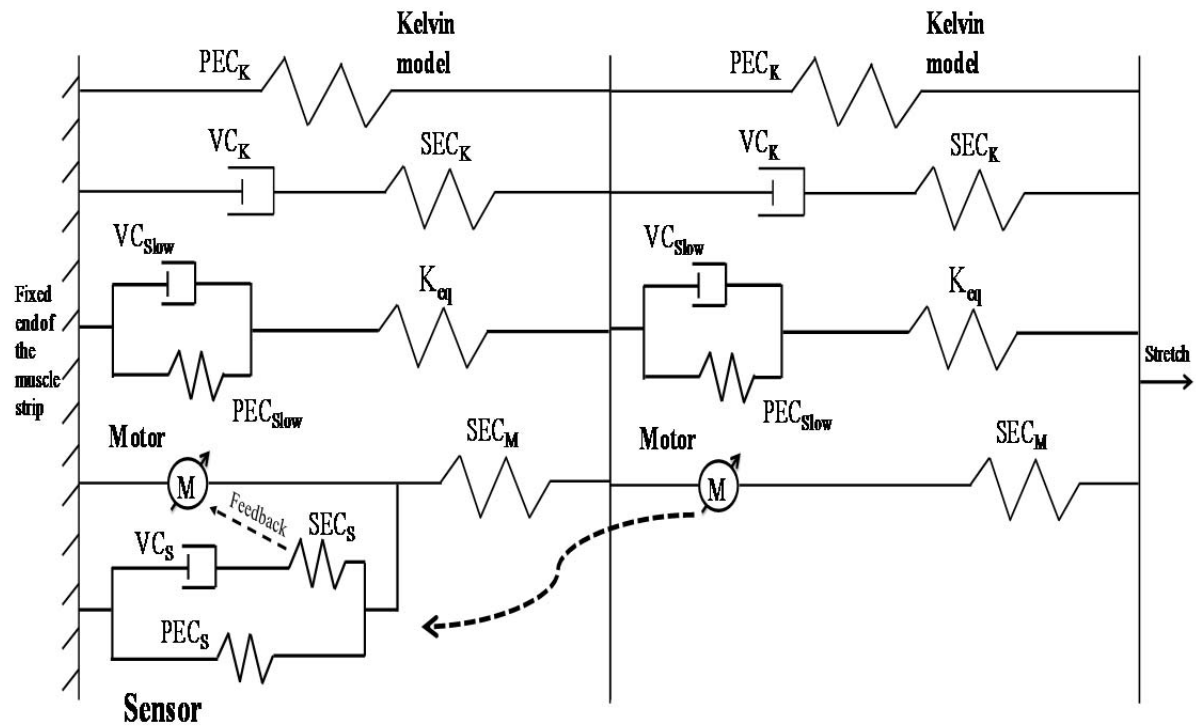 Kelvin
model
Kelvin
model
PECK
PECK
VCK
SECK
VCK
SECK
VCSlow
VCSlow
Keq
Keq
Fixed
end of
the
muscle
strip
Stretch
PECSlow
PECSlow
Motor
SECM
Motor
SECM
M
M
Feedback
SECS
VCS
PECS
Sensor